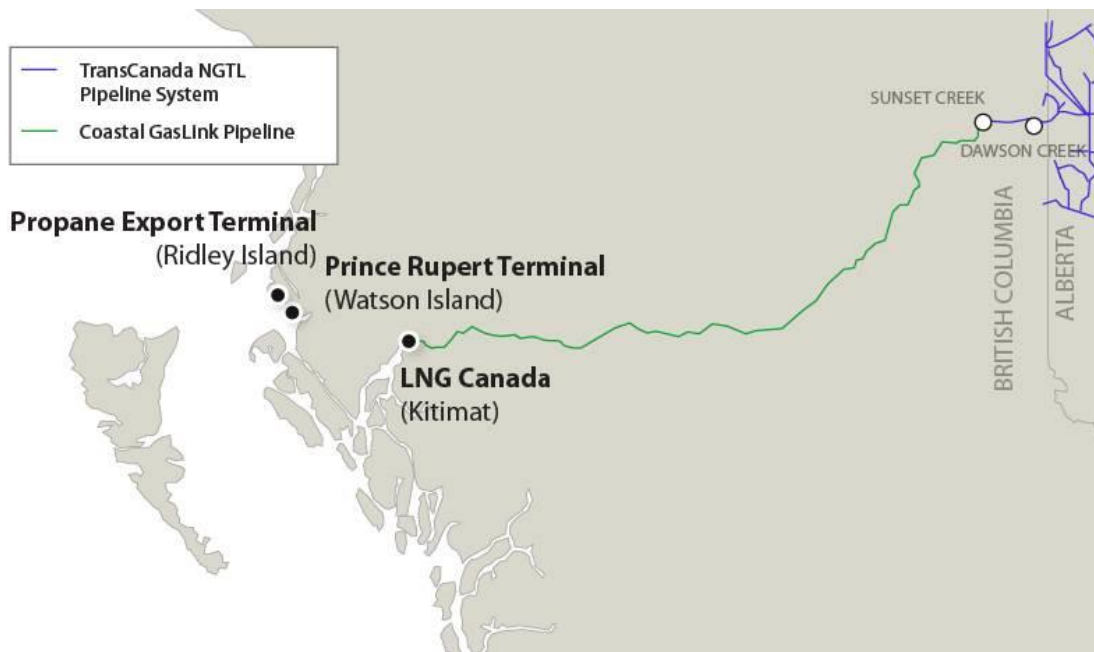 TransCanada NGTL
Pipeline System
Coastal GasLink Pipeline
SUNSET CREEK
DAWSON CREEK
Propane Export Terminal
(Ridley Island)
Prince Rupert Terminal
(Watson Island)
LNG Canada
(Kitimat)
BRITISH COLUMBIA
ALBERTA